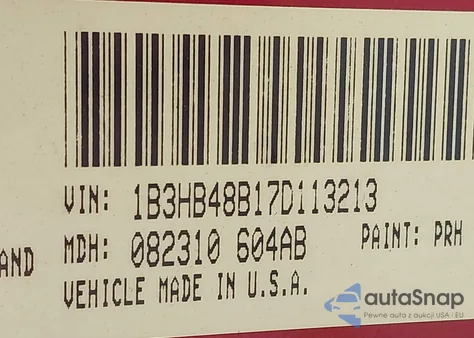 VIN: 1B3HB48B17D113213
AND MDH: 082310 604AB PAINT: PRH
VEHICLE MADE IN U.S.A.
autaSnap
Pewne auta z aukcji USA - EU